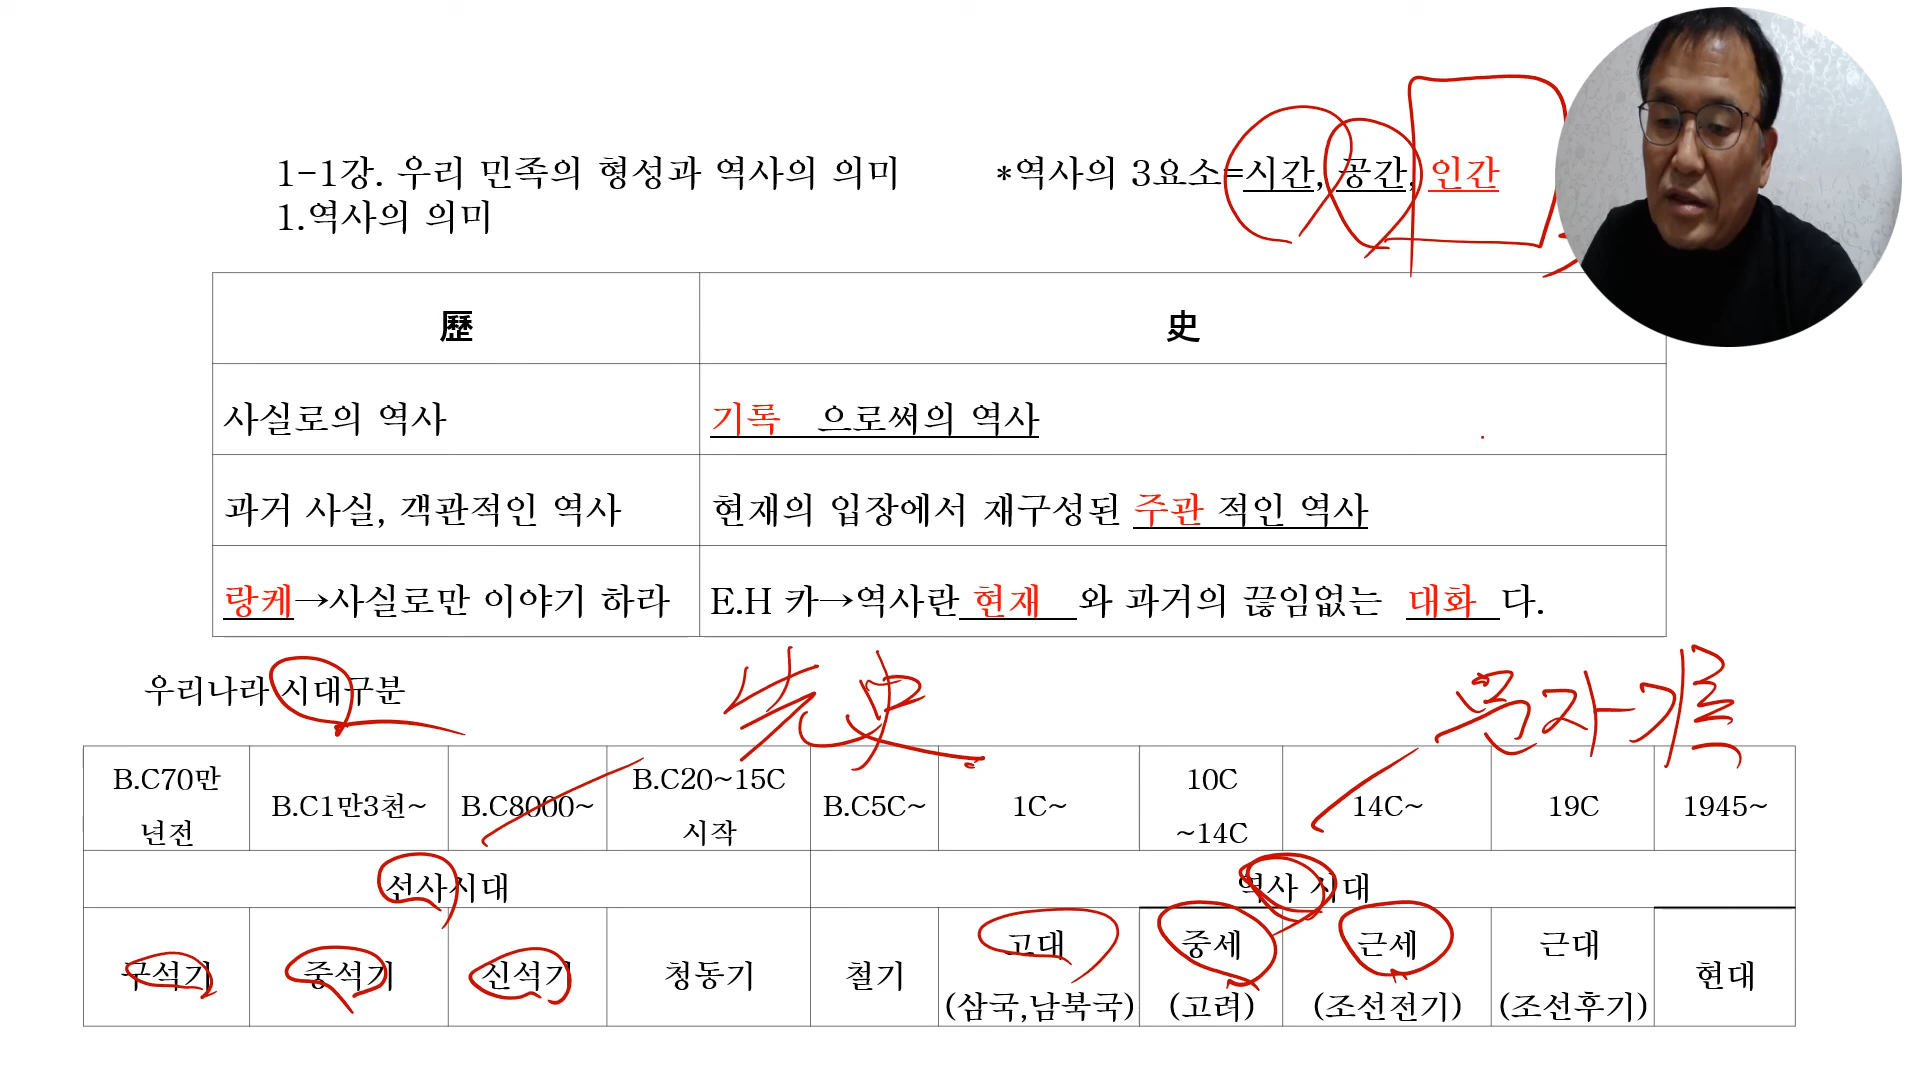 1-1강. 우리 민족의 형성과 역사의 의미 *역사의 3요소=시간, 공간, 인간
1.역사의 의미
歷 史
사실로의 역사 기록 으로써의 역사
과거 사실, 객관적인 역사 현재의 입장에서 재구성된 주관 적인 역사
랑케→사실로만 이야기 하라 E.H 카→역사란 현재 와 과거의 끊임없는 대화 다.
우리나라 시대구분 先史 문자기록
B.C70만년전 B.C1만3천~ B.C8000~ B.C20~15C 시작 B.C5C~ 1C~ 10C~14C 14C~ 19C 1945~
선사시대 역사 시대
구석기 중석기 신석기 청동기 철기 고대 (삼국,남북국) 중세 (고려) 근세 (조선전기) 근대 (조선후기) 현대